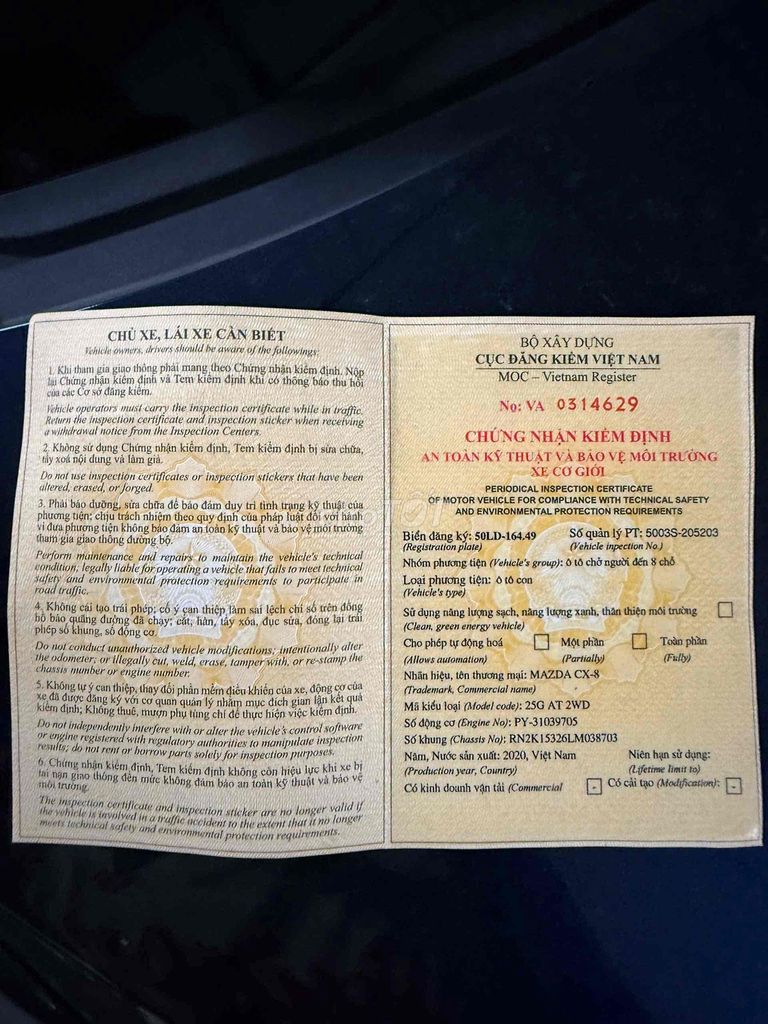 CHỦ XE, LÁI XE CẦN BIẾT
Vehicle owners, drivers should be aware of the followings:
1. Khi tham gia giao thông phải mang theo Chứng nhận kiểm định. Nộp
lại Chứng nhận kiểm định và Tem kiểm định khi có thông báo thu hồi
của các Cơ sở đăng kiểm.
Vehicle operators must carry the inspection certificate while in traffic.
Return the inspection certificate and inspection sticker when receiving
a withdrawal notice from the Inspection Centers.
2. Không sử dụng Chứng nhận kiểm định, Tem kiểm định bị sửa chữa,
tẩy xoá nội dung và làm giả.
Do not use inspection certificates or inspection stickers that have been
altered, erased, or forged.
3. Phải bảo dưỡng, sửa chữa để bảo đảm duy trì tình trạng kỹ thuật của
phương tiện; chịu trách nhiệm theo quy định của pháp luật đối với hành
vi đưa phương tiện không bảo đảm an toàn kỹ thuật và bảo vệ môi trường
tham gia giao thông đường bộ.
Perform maintenance and repairs to maintain the vehicle's technical
condition, legally liable for operating a vehicle that fails to meet technical
safety and environmental protection requirements to participate in
road traffic.
4. Không cải tạo trái phép; cố ý can thiệp làm sai lệch chỉ số trên đồng
hồ báo quãng đường đã chạy; cắt, hàn, tẩy xóa, đục sửa, đóng lại trái
phép số khung, số động cơ.
Do not conduct unauthorized vehicle modifications; intentionally alter
the odometer; or illegally cut, weld, erase, tamper with, or re-stamp the
chassis number or engine number.
5. Không tự ý can thiệp, thay đổi phần mềm điều khiển của xe, động cơ của
xe đã được đăng ký với cơ quan quản lý nhằm mục đích gian lận kết quả
kiểm định; Không thuê, mượn phụ tùng chỉ để thực hiện việc kiểm định.
Do not independently interfere with or alter the vehicle's control software
or engine registered with regulatory authorities to manipulate inspection
results; do not rent or borrow parts solely for inspection purposes.
6. Chứng nhận kiểm định, Tem kiểm định không còn hiệu lực khi xe bị
tai nạn giao thông đến mức không đảm bảo an toàn kỹ thuật và bảo vệ
môi trường.
The inspection certificate and inspection sticker are no longer valid if
the vehicle is involved in a traffic accident to the extent that it no longer
meets technical safety and environmental protection requirements.
BỘ XÂY DỰNG
CỤC ĐĂNG KIỂM VIỆT NAM
MOC – Vietnam Register
No: VA 0314629
CHỨNG NHẬN KIỂM ĐỊNH
AN TOÀN KỸ THUẬT VÀ BẢO VỆ MÔI TRƯỜNG
XE CƠ GIỚI
PERIODICAL INSPECTION CERTIFICATE
OF MOTOR VEHICLE FOR COMPLIANCE WITH TECHNICAL SAFETY
AND ENVIRONMENTAL PROTECTION REQUIREMENTS
Biển đăng ký: 50LD-164.49 Số quản lý PT: 5003S-205203
(Registration plate) (Vehicle inpection No.)
Nhóm phương tiện (Vehicle's group): ô tô chở người đến 8 chỗ
Loại phương tiện: ô tô con
(Vehicle's type)
Sử dụng năng lượng sạch, năng lượng xanh, thân thiện môi trường
(Clean, green energy vehicle)
Cho phép tự động hoá Một phần Toàn phần
(Allows automation) (Partially) (Fully)
Nhãn hiệu, tên thương mại: MAZDA CX-8
(Trademark, Commercial name)
Mã kiểu loại (Model code): 25G AT 2WD
Số động cơ (Engine No): PY-31039705
Số khung (Chassis No): RN2K15326LM038703
Năm, Nước sản xuất: 2020, Việt Nam Niên hạn sử dụng:
(Production year, Country) (Lifetime limit to)
Có kinh doanh vận tải (Commercial - Có cải tạo (Modification): -